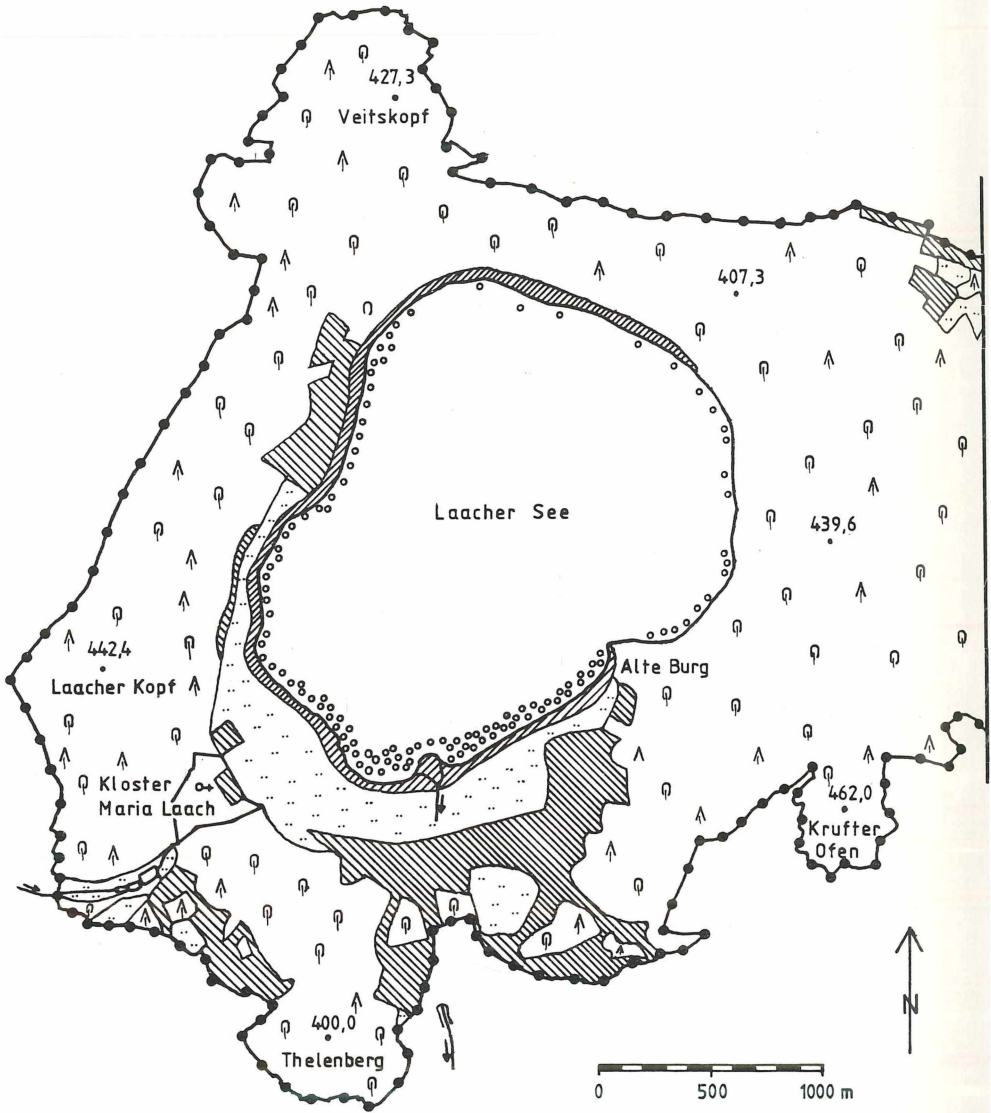 427,3
Veitskopf
407,3
Laacher See
439,6
442,4
Laacher Kopf
Alte Burg
Kloster
Maria Laach
462,0
Krufter
Ofen
N
400,0
Thelenberg
0 500 1000 m